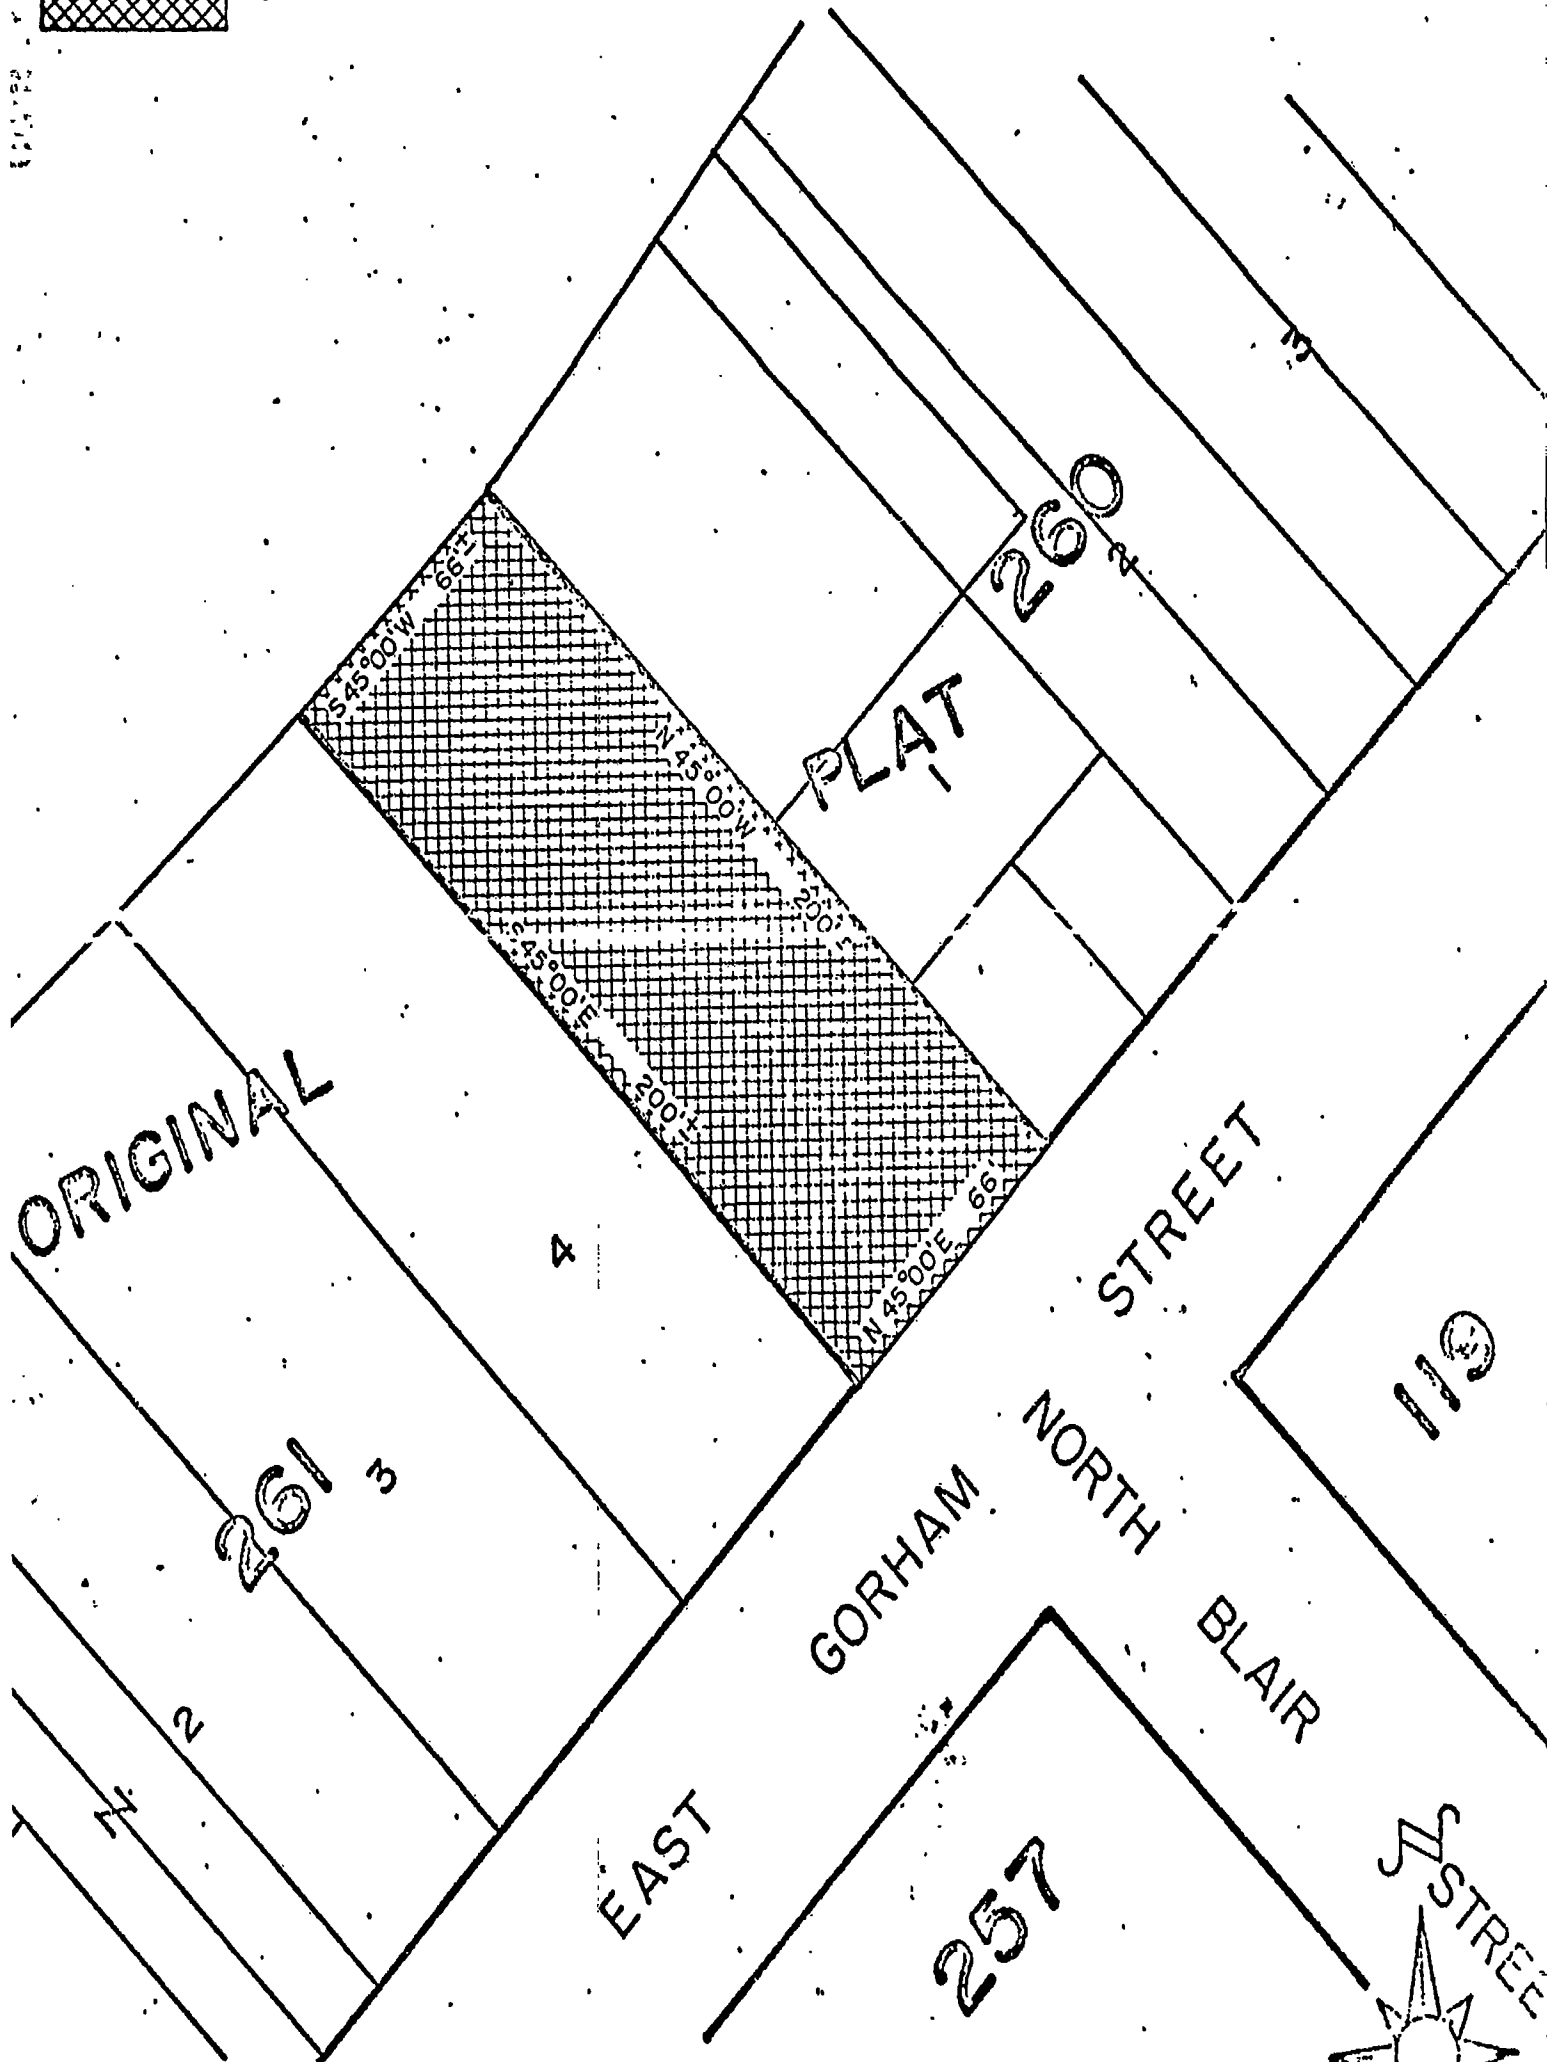 3
260
2
S 45°00'W 66'±
N 45°00'W 200'±
PLAT
1
S 45°00'E 200'±
ORIGINAL
N 45°00'E 66'
4
STREET
119
NORTH
261
3
GORHAM
BLAIR
2
EAST
257
N
STREE